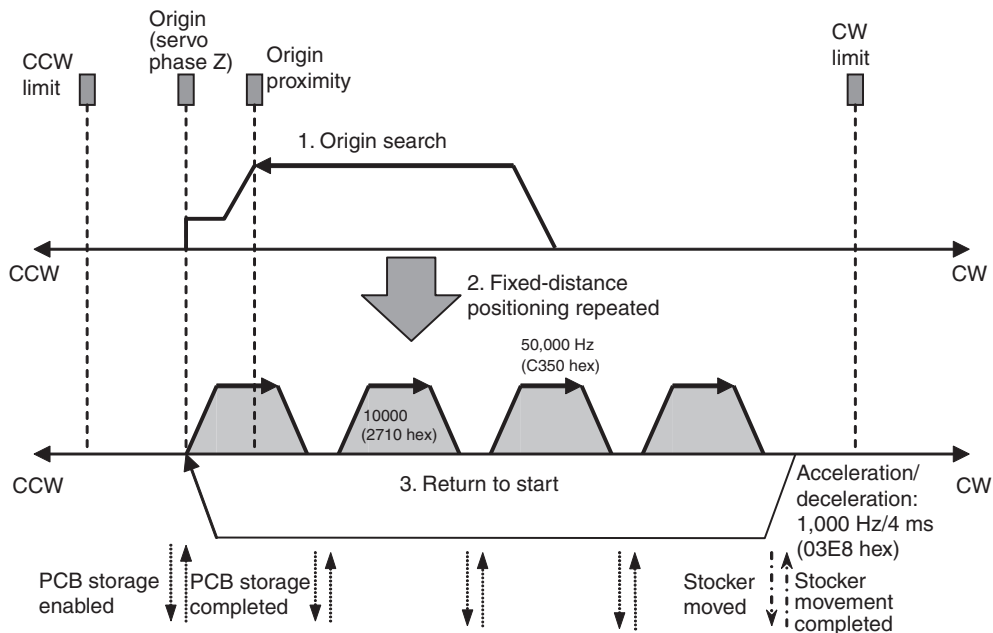 CCW
limit
Origin
(servo
phase Z)
Origin
proximity
CW
limit
1. Origin search
CCW
CW
2. Fixed-distance
positioning repeated
50,000 Hz
(C350 hex)
10000
(2710 hex)
CCW
CW
3. Return to start
Acceleration/
deceleration:
1,000 Hz/4 ms
(03E8 hex)
PCB storage
enabled
PCB storage
completed
Stocker
moved
Stocker
movement
completed